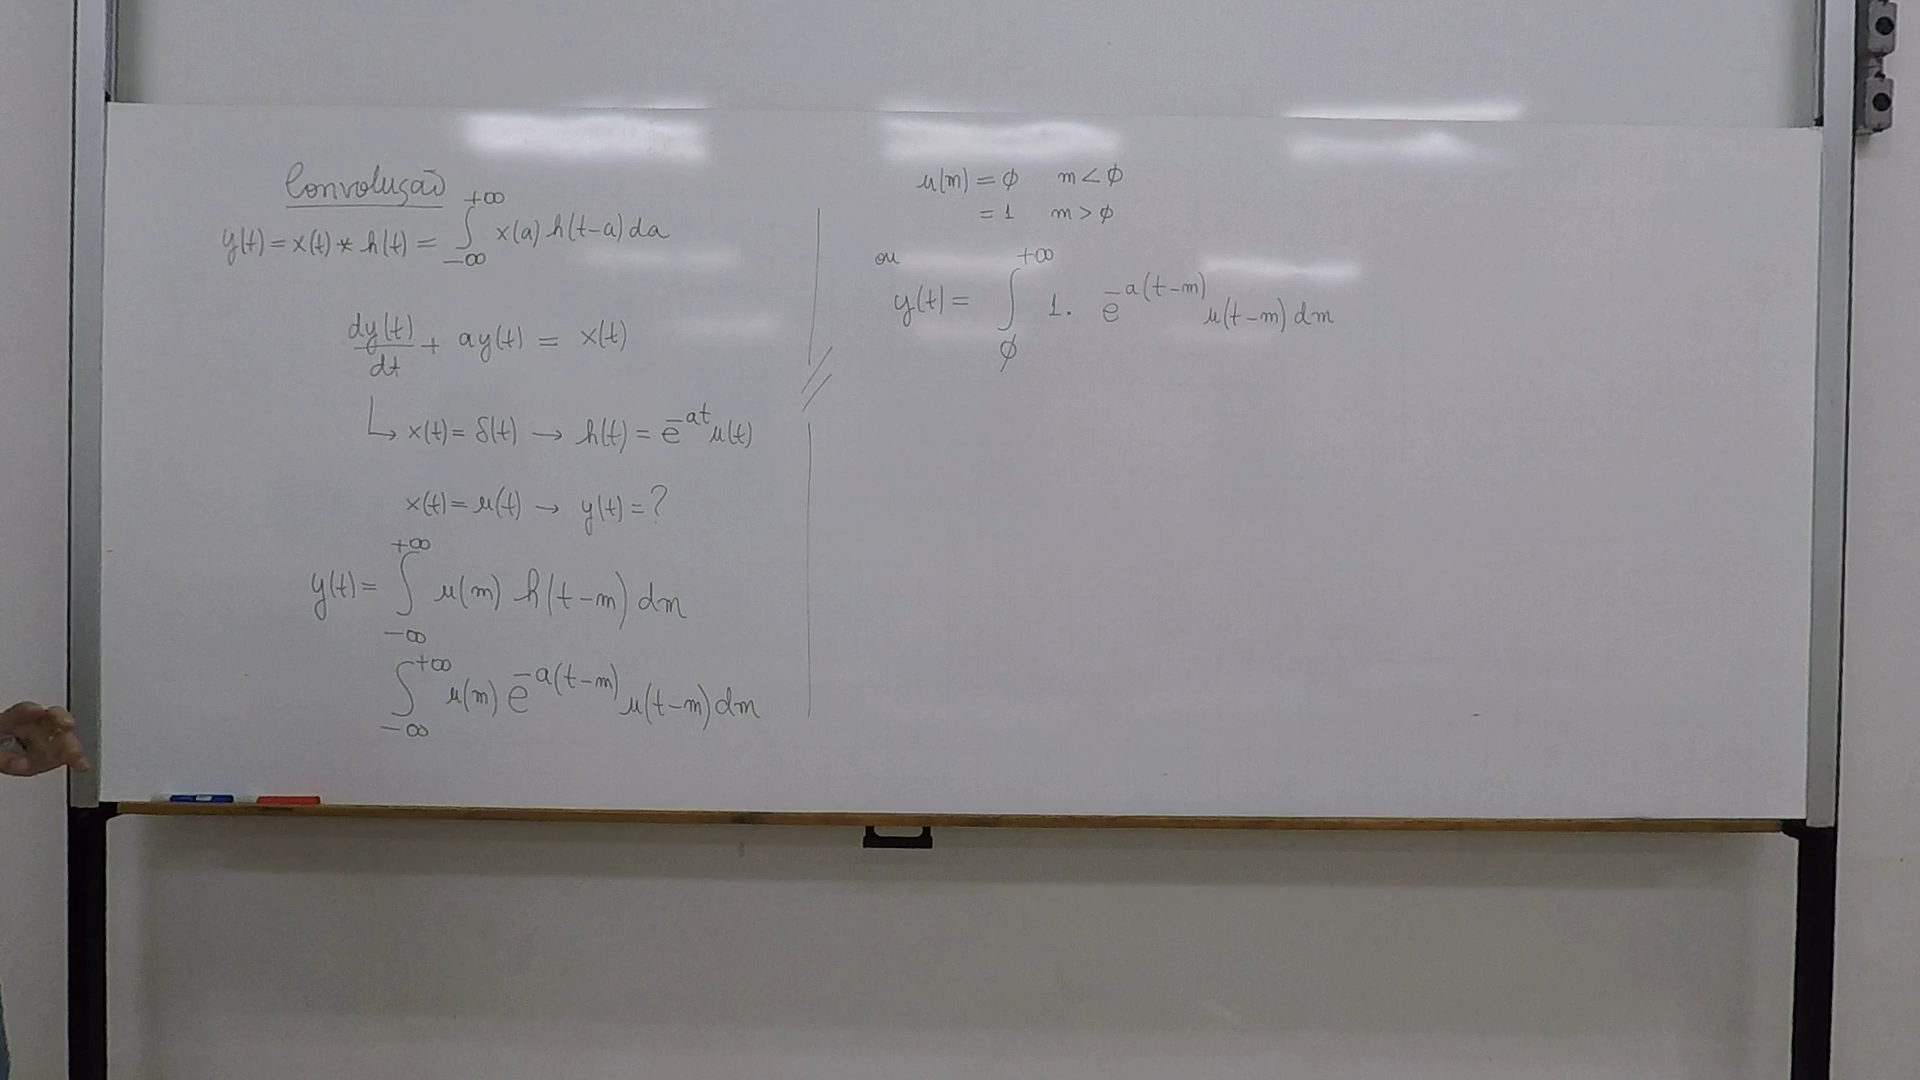 Convolução
y(t) = x(t) * h(t) = ∫_{-∞}^{+∞} x(a) h(t-a) da
dy(t)/dt + ay(t) = x(t)
↳ x(t) = δ(t) → h(t) = e^{-at} u(t)
x(t) = u(t) → y(t) = ?
y(t) = ∫_{-∞}^{+∞} u(m) h(t-m) dm
∫_{-∞}^{+∞} u(m) e^{-a(t-m)} u(t-m) dm
u(m) = ϕ m < ϕ
= 1 m > ϕ
ou
y(t) = ∫_{ϕ}^{+∞} 1. e^{-a(t-m)} u(t-m) dm